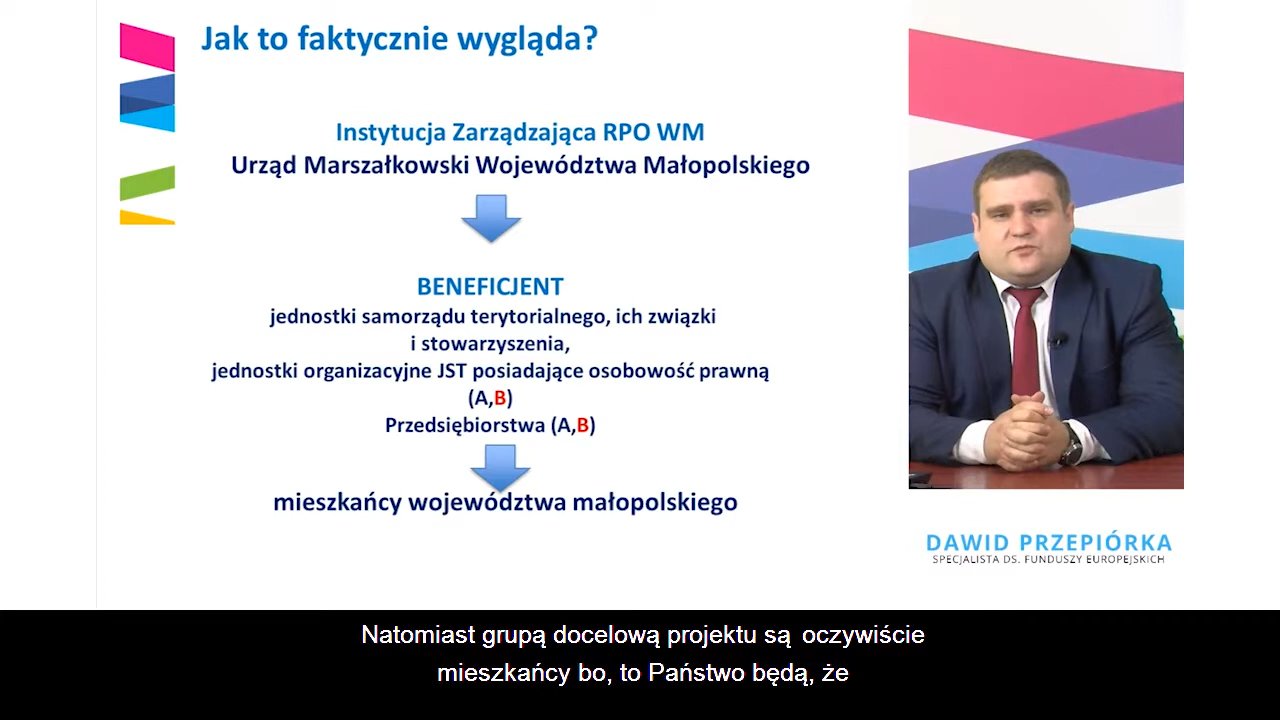 Jak to faktycznie wygląda?
Instytucja Zarządzająca RPO WM
Urząd Marszałkowski Województwa Małopolskiego
BENEFICJENT
jednostki samorządu terytorialnego, ich związki
i stowarzyszenia,
jednostki organizacyjne JST posiadające osobowość prawną
(A,B)
Przedsiębiorstwa (A,B)
mieszkańcy województwa małopolskiego
DAWID PRZEPIÓRKA
SPECJALISTA DS. FUNDUSZY EUROPEJSKICH
Natomiast grupą docelową projektu są oczywiście
mieszkańcy bo, to Państwo będą, że